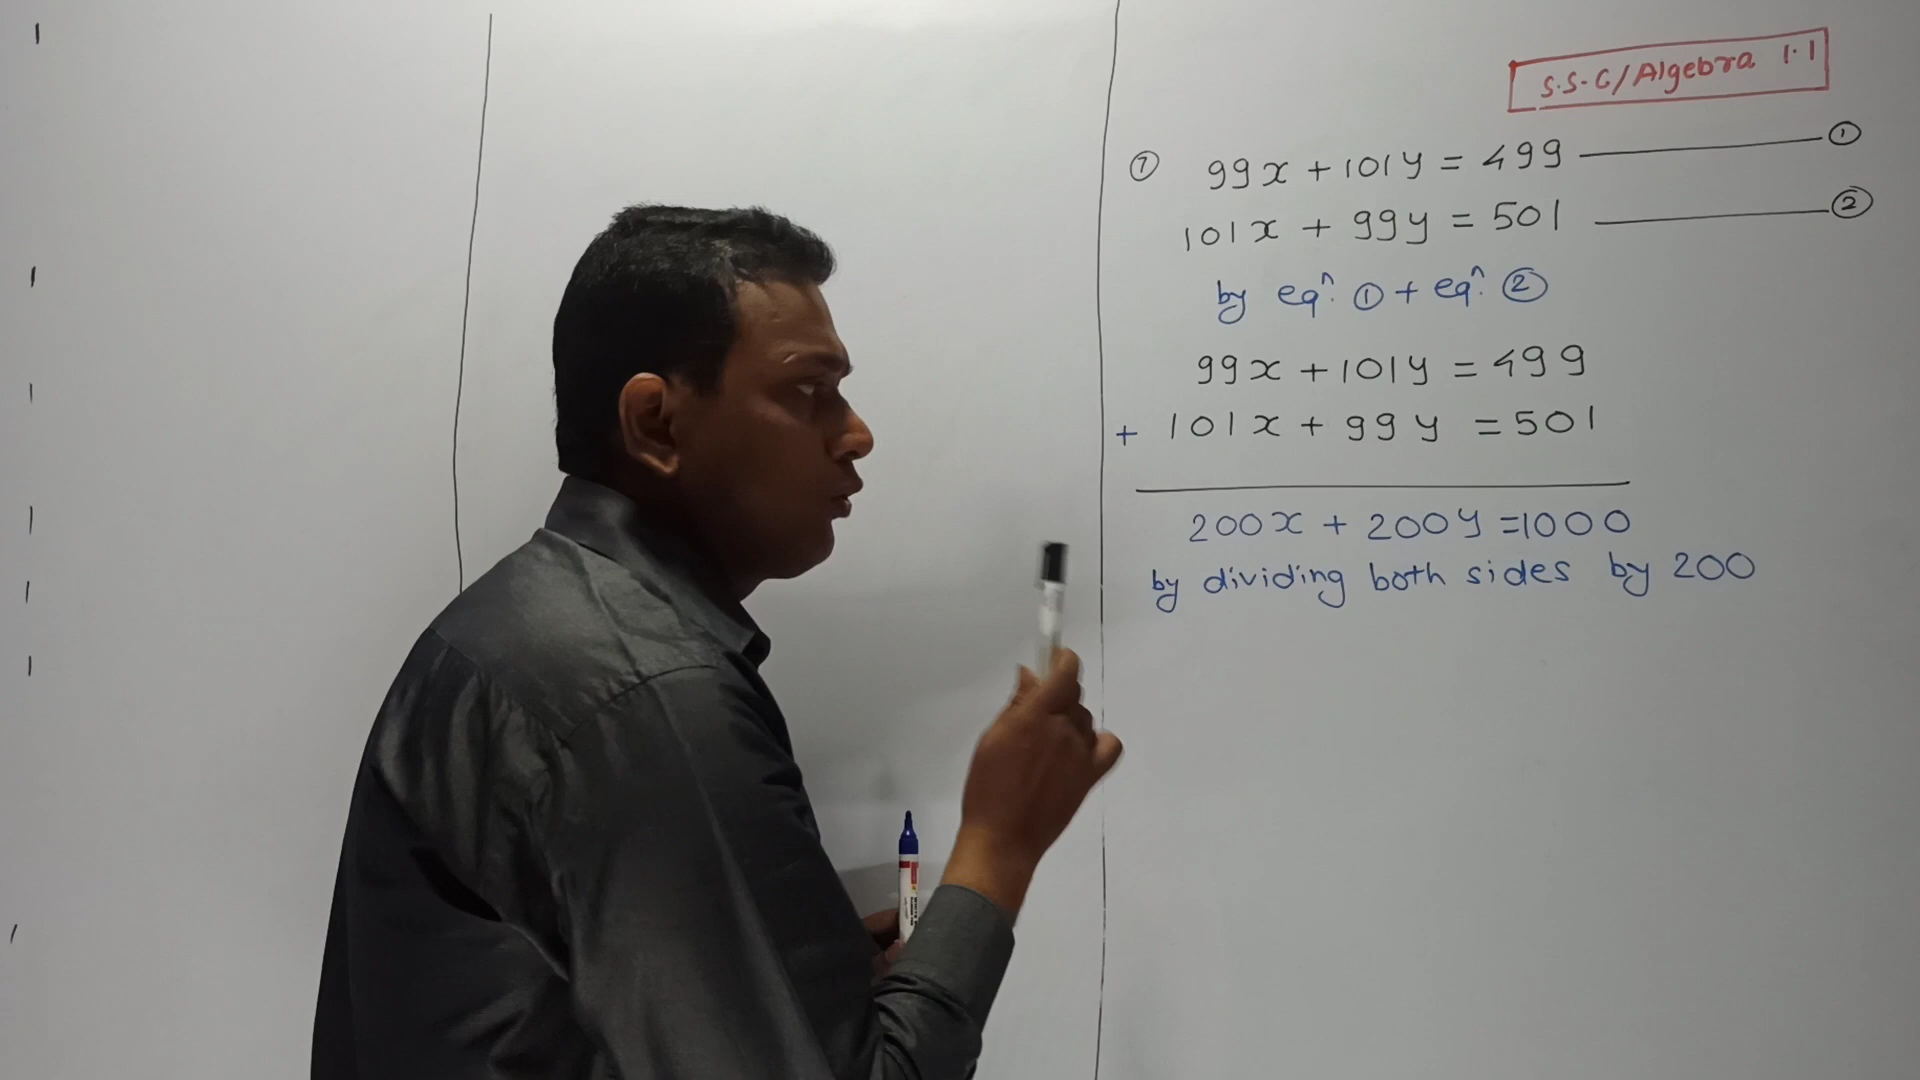 S.S.C/Algebra 1.1
⑦ 99x + 101y = 499 ———①
101x + 99y = 501 ———②
by eqⁿ. ① + eqⁿ. ②
99x + 101y = 499
+ 101x + 99y = 501
200x + 200y = 1000
by dividing both sides by 200